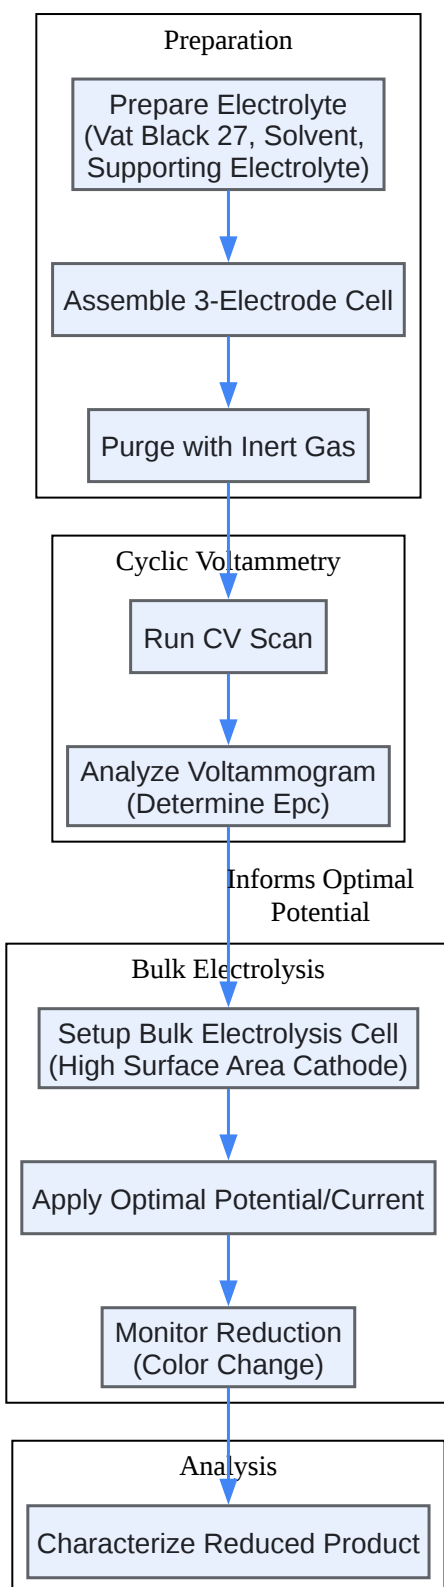 Preparation
Prepare Electrolyte
(Vat Black 27, Solvent,
Supporting Electrolyte)
Assemble 3-Electrode Cell
Purge with Inert Gas
Cyclic Voltammetry
Run CV Scan
Analyze Voltammogram
(Determine Epc)
Informs Optimal
Potential
Bulk Electrolysis
Setup Bulk Electrolysis Cell
(High Surface Area Cathode)
Apply Optimal Potential/Current
Monitor Reduction
(Color Change)
Analysis
Characterize Reduced Product